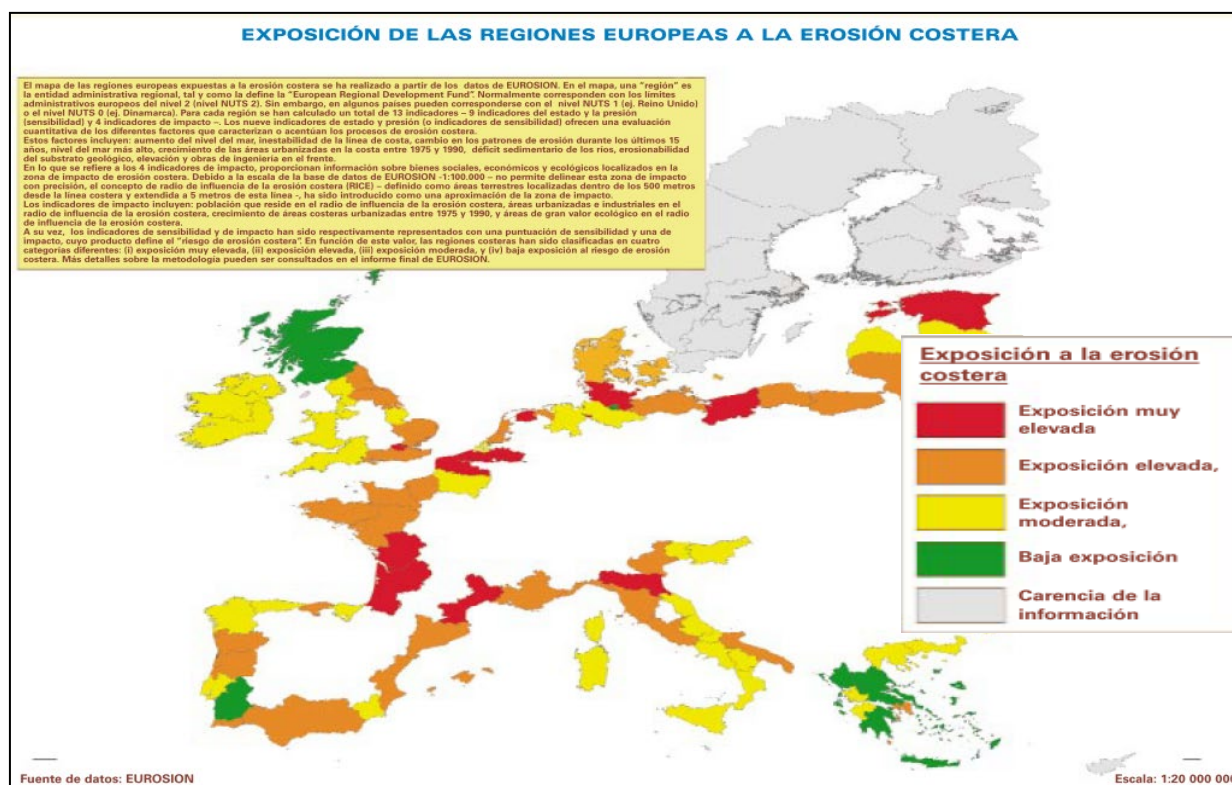 EXPOSICIÓN DE LAS REGIONES EUROPEAS A LA EROSIÓN COSTERA
El mapa de las regiones europeas expuestas a la erosión costera se ha realizado a partir de los datos de EUROSION. En el mapa, una "región" es
la entidad administrativa regional, tal y como la define la "European Regional Development Fund". Normalmente corresponden con los límites
administrativos europeos del nivel 2 (nivel NUTS 2). Sin embargo, en algunos países pueden corresponderse con el nivel NUTS 1 (ej. Reino Unido)
o el nivel NUTS 0 (ej. Dinamarca). Para cada región se han calculado un total de 13 indicadores – 9 indicadores del estado y la presión
(sensibilidad) y 4 indicadores de impacto -. Los nueve indicadores de estado y presión (o indicadores de sensibilidad) ofrecen una evaluación
cuantitativa de los diferentes factores que caracterizan o acentúan los procesos de erosión costera.
Estos factores incluyen: aumento del nivel del mar, inestabilidad de la línea de costa, cambio en los patrones de erosión durante los últimos 15
años, nivel del mar más alto, crecimiento de las áreas urbanizadas en la costa entre 1975 y 1990, déficit sedimentario de los ríos, erosionabilidad
del substrato geológico, elevación y obras de ingeniería en el frente.
En lo que se refiere a los 4 indicadores de impacto, proporcionan información sobre bienes sociales, económicos y ecológicos localizados en la
zona de impacto de erosión costera. Debido a la escala de la base de datos de EUROSION -1:100.000 – no permite delinear esta zona de impacto
con precisión, el concepto de radio de influencia de la erosión costera (RICE) – definido como áreas terrestres localizadas dentro de los 500 metros
desde la línea costera y extendida a 5 metros de esta línea -, ha sido introducido como una aproximación de la zona de impacto.
Los indicadores de impacto incluyen: población que reside en el radio de influencia de la erosión costera, áreas urbanizadas e industriales en el
radio de influencia de la erosión costera, crecimiento de áreas costeras urbanizadas entre 1975 y 1990, y áreas de gran valor ecológico en el radio
de influencia de la erosión costera.
A su vez, los indicadores de sensibilidad y de impacto han sido respectivamente representados con una puntuación de sensibilidad y una de
impacto, cuyo producto define el "riesgo de erosión costera". En función de este valor, las regiones costeras han sido clasificadas en cuatro
categorías diferentes: (i) exposición muy elevada, (ii) exposición elevada, (iii) exposición moderada, y (iv) baja exposición al riesgo de erosión
costera. Más detalles sobre la metodología pueden ser consultados en el informe final de EUROSION.
Exposición a la erosión
costera
Exposición muy
elevada
Exposición elevada,
Exposición
moderada,
Baja exposición
Carencia de la
información
Fuente de datos: EUROSION
Escala: 1:20 000 000